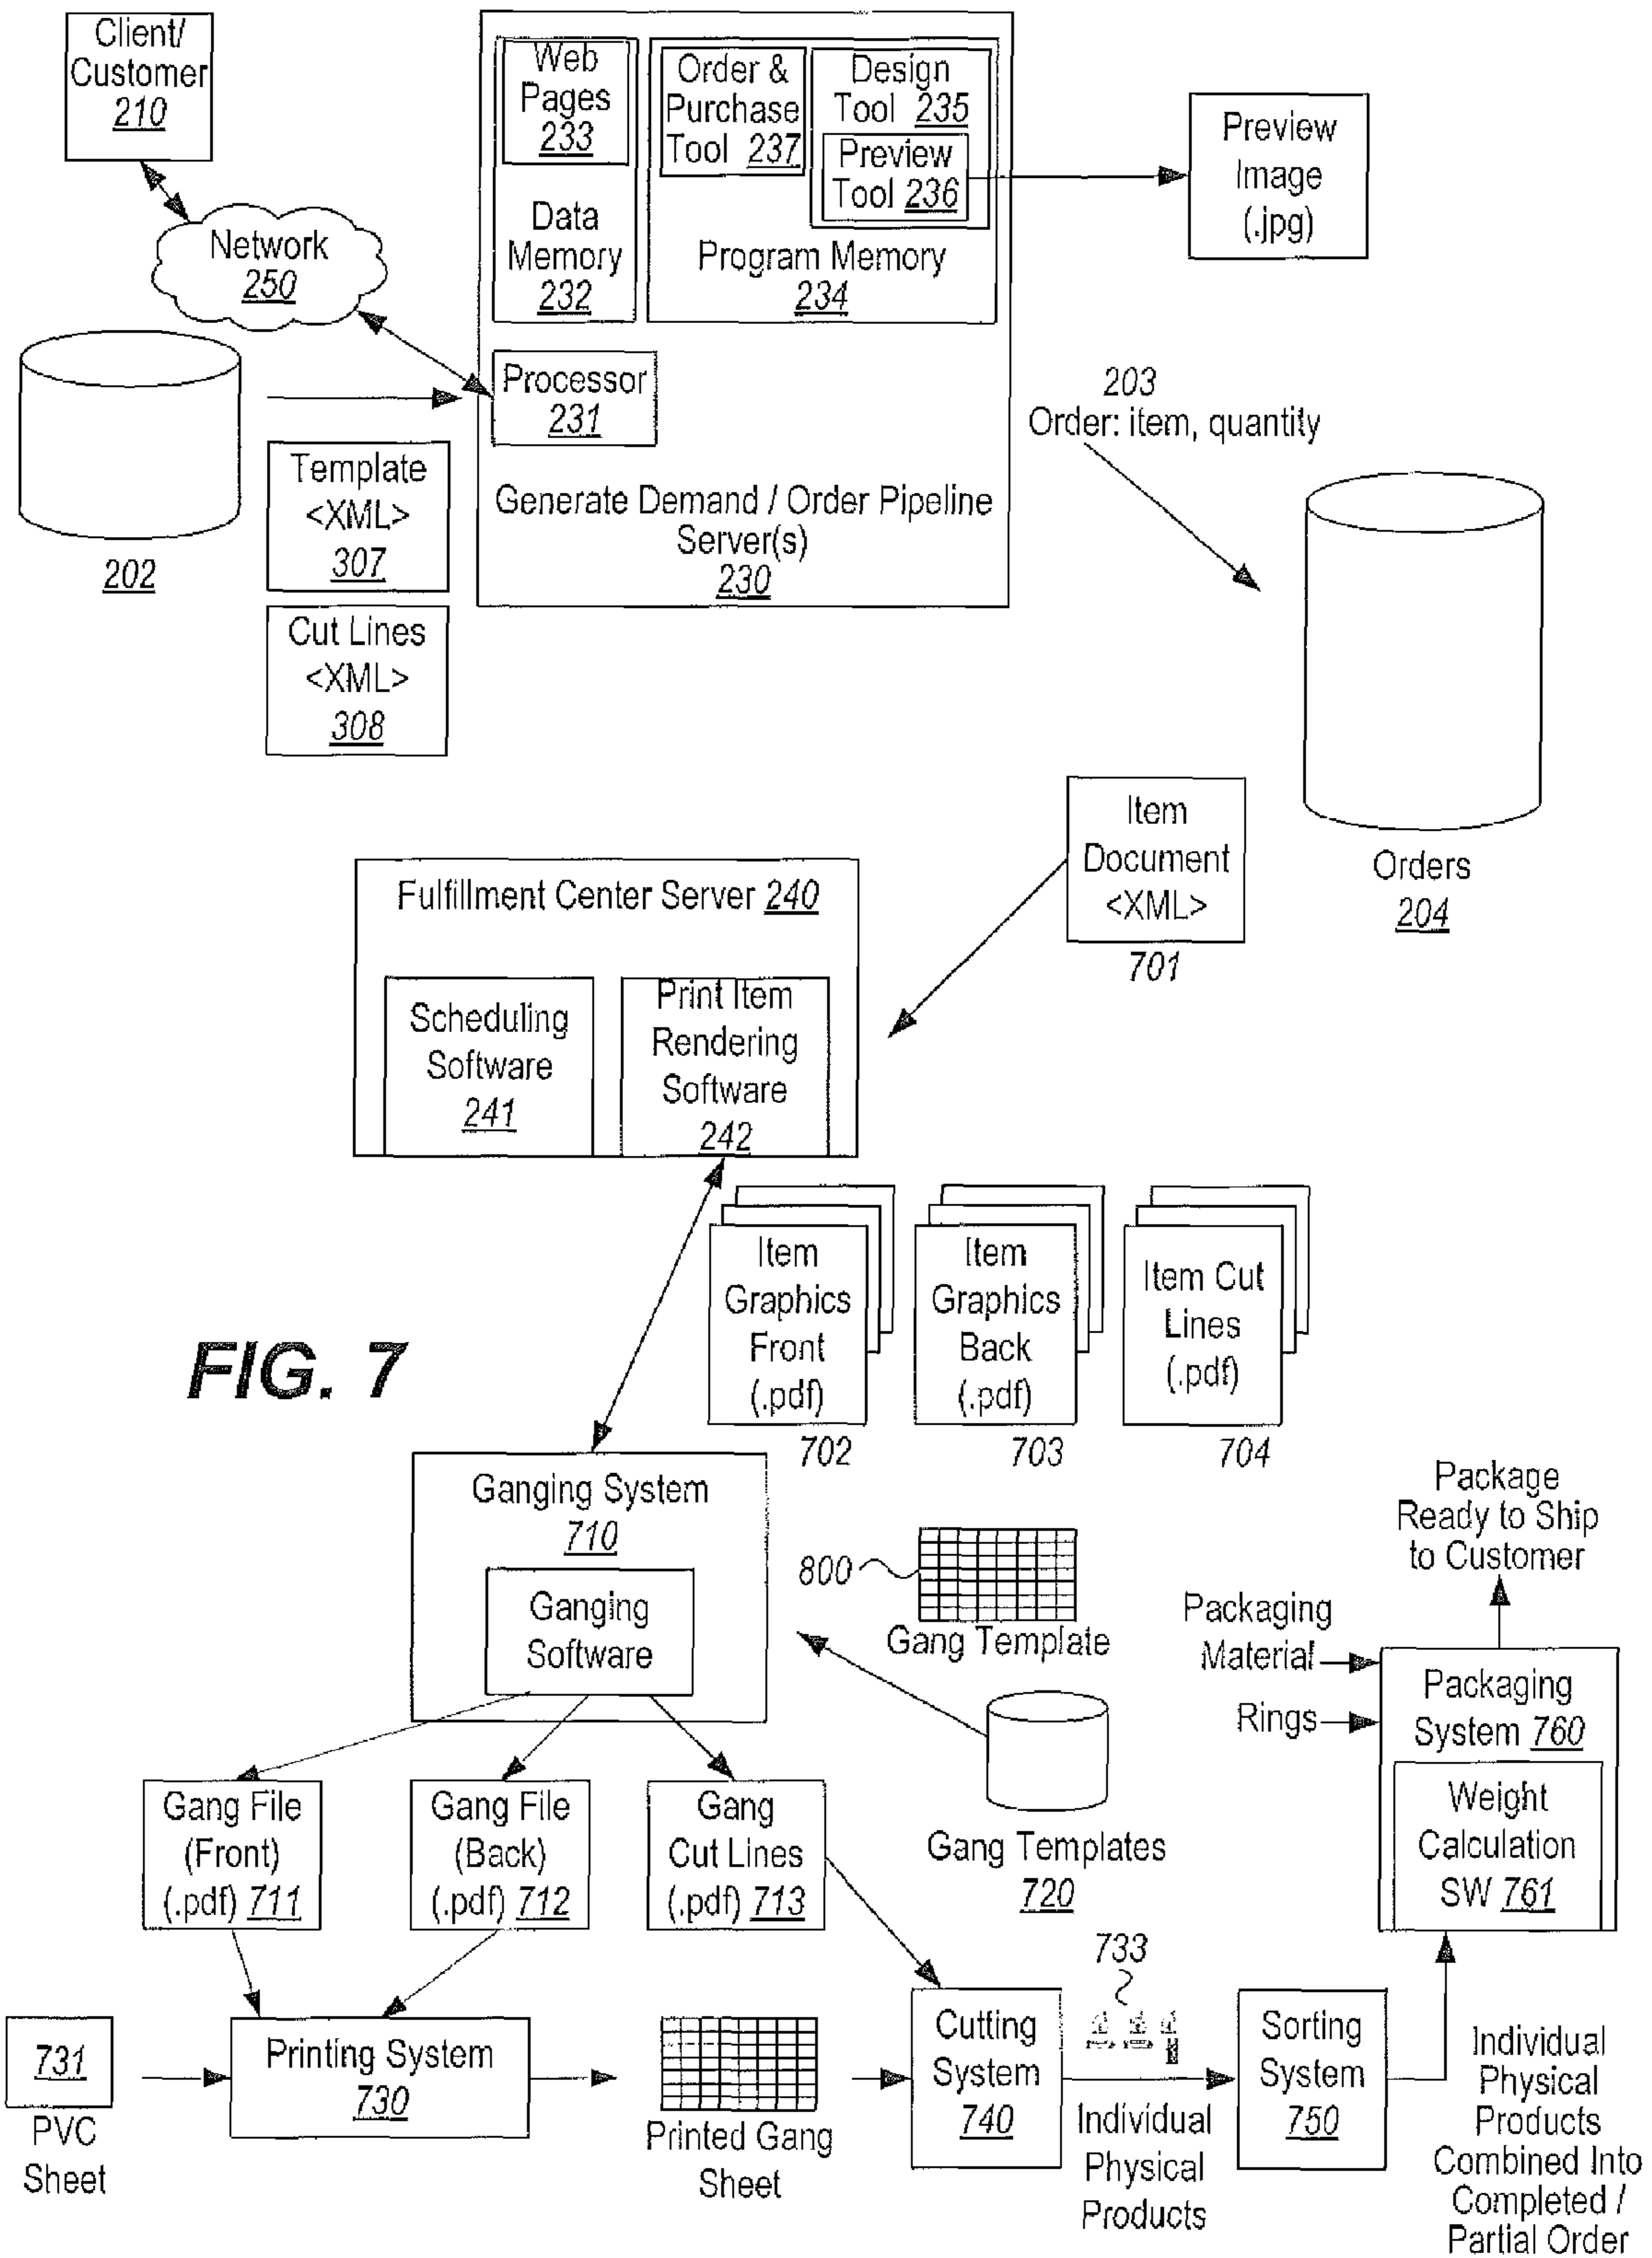 Client/
Customer
210
Network
250
202
Web
Pages
233
Data
Memory
232
Order &
Purchase
Tool 237
Design
Tool 235
Preview
Tool 236
Program Memory
234
Preview
Image
(.jpg)
Processor
231
Template
<XML>
307
Cut Lines
<XML>
308
Generate Demand / Order Pipeline
Server(s)
230
203
Order: item, quantity
Orders
204
Item
Document
<XML>
701
Fulfillment Center Server 240
Scheduling
Software
241
Print Item
Rendering
Software
242
Item
Graphics
Front
(.pdf)
702
Item
Graphics
Back
(.pdf)
703
Item Cut
Lines
(.pdf)
704
FIG. 7
Ganging System
710
Ganging
Software
800
Gang Template
Gang Templates
720
Gang File
(Front)
(.pdf) 711
Gang File
(Back)
(.pdf) 712
Gang
Cut Lines
(.pdf) 713
Package
Ready to Ship
to Customer
Packaging
Material
Rings
Packaging
System 760
Weight
Calculation
SW 761
731
PVC
Sheet
Printing System
730
Printed Gang
Sheet
Cutting
System
740
733
Individual
Physical
Products
Sorting
System
750
Individual
Physical
Products
Combined Into
Completed /
Partial Order